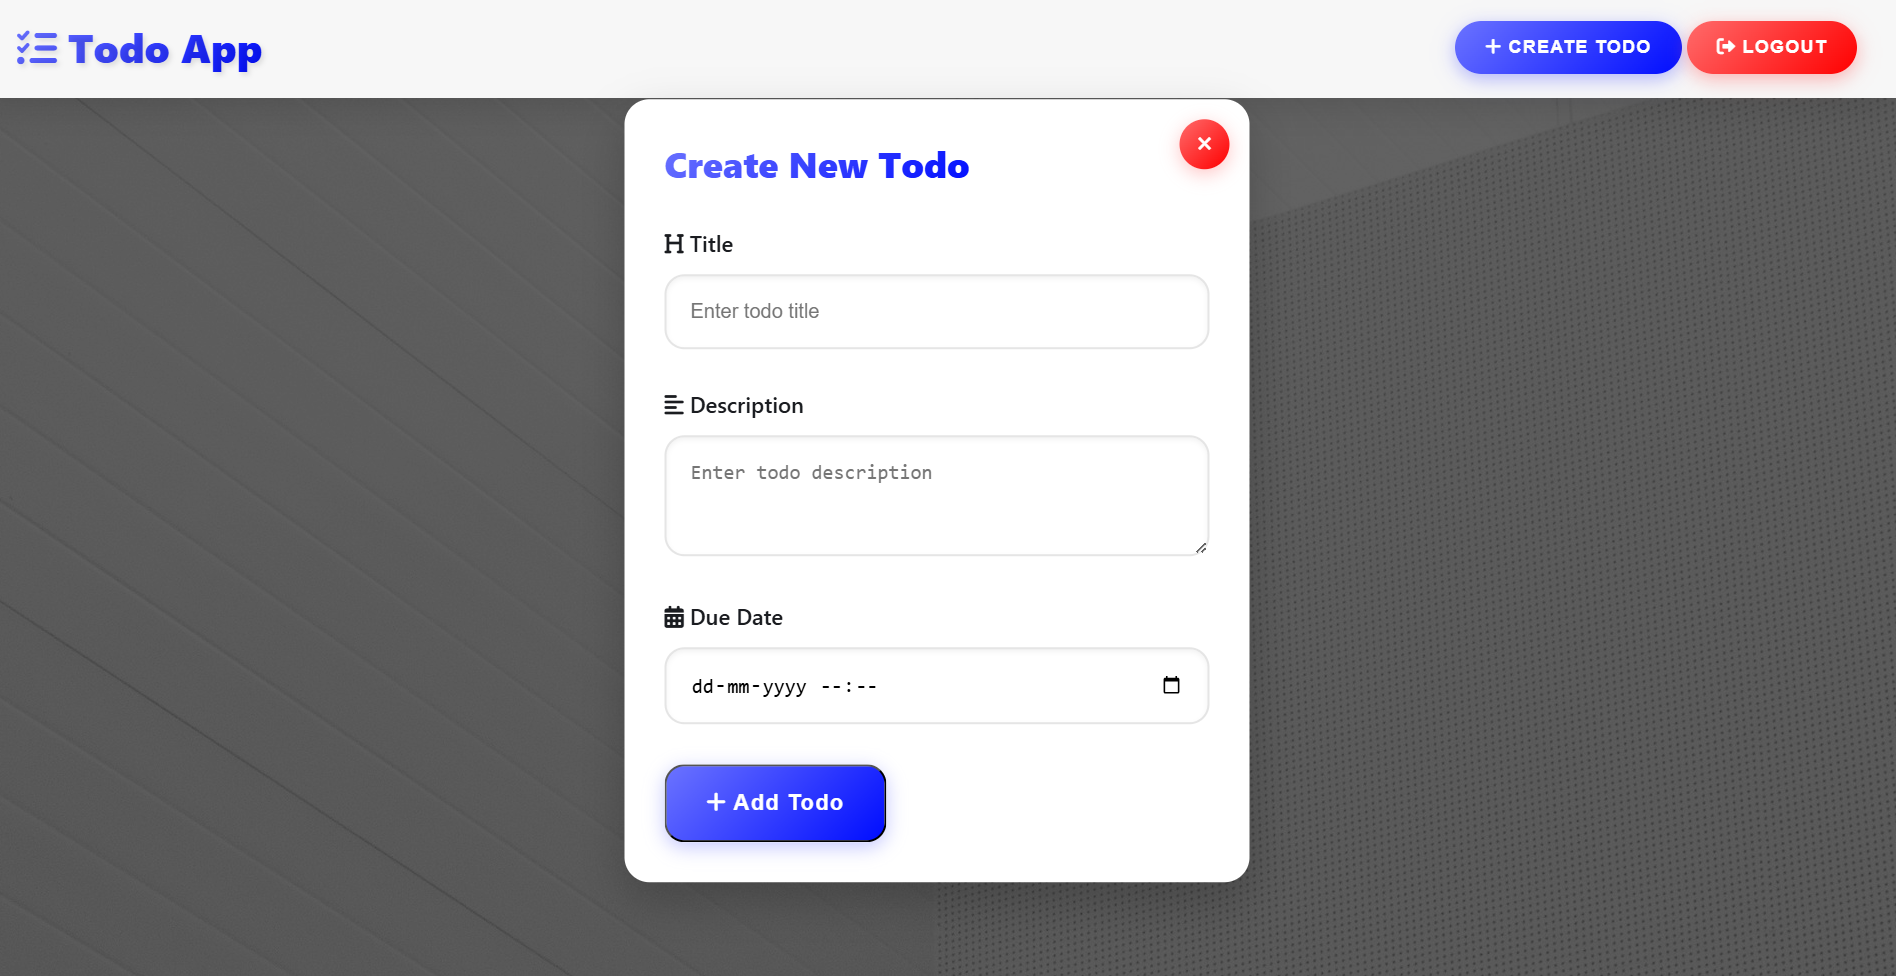 Todo App
CREATE TODO
LOGOUT
Create New Todo
Title
Enter todo title
Description
Enter todo description
Due Date
dd-mm-yyyy --:--
Add Todo